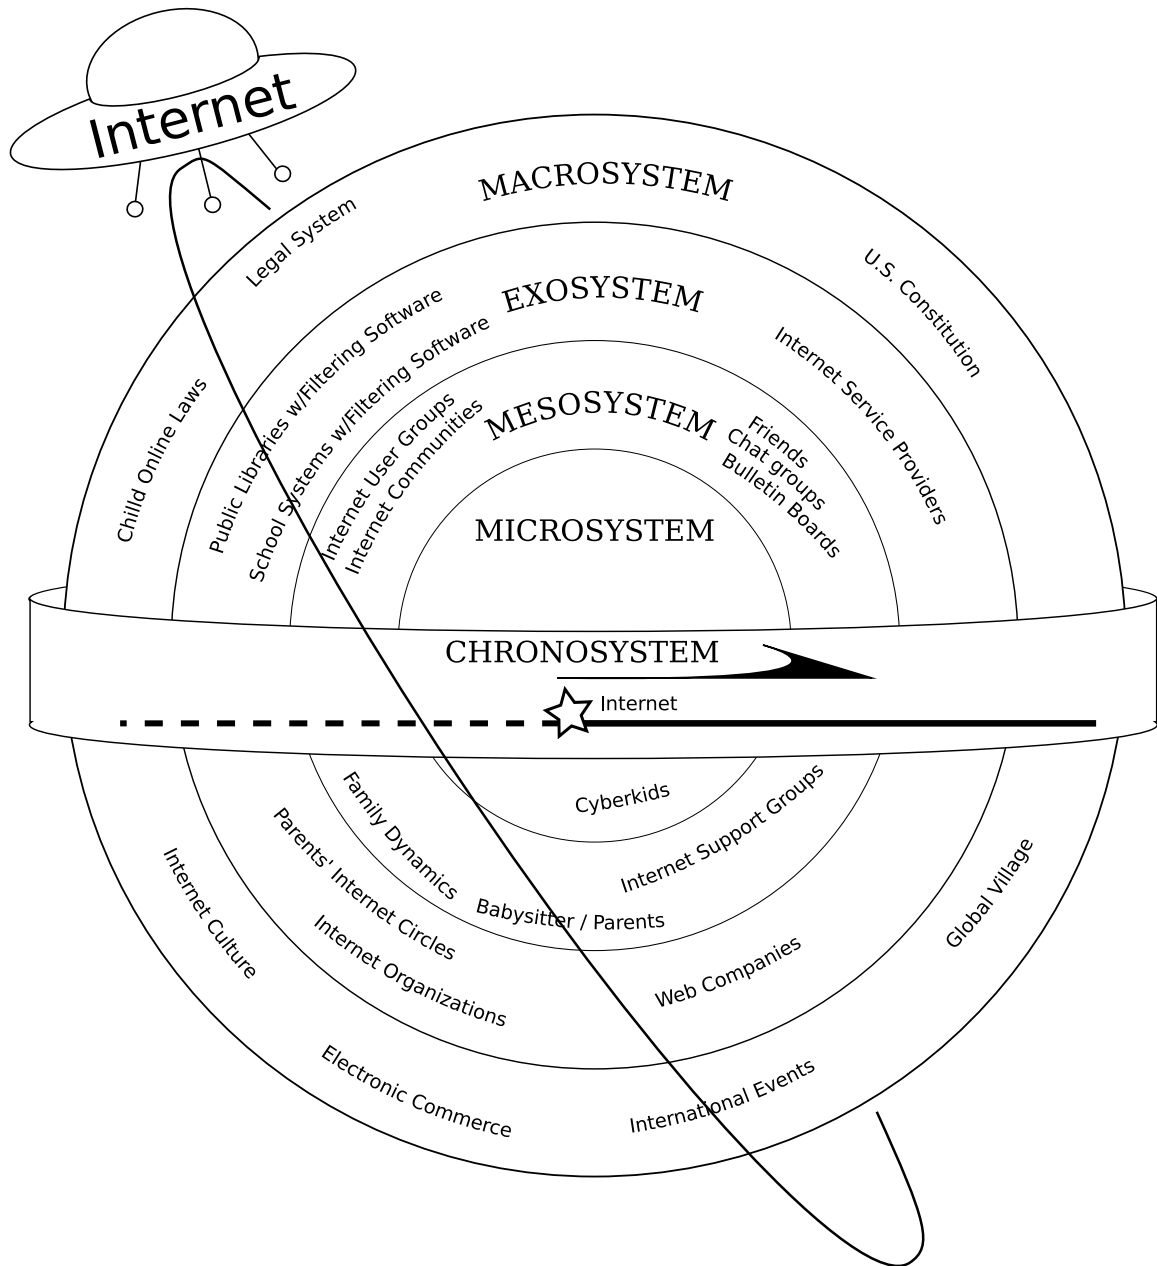 Internet
MACROSYSTEM
Legal System
U.S. Constitution
Chilld Online Laws
EXOSYSTEM
Public Libraries w/Filtering Software
School Systems w/Filtering Software
Internet Service Providers
MESOSYSTEM
Internet User Groups
Internet Communities
Friends
Chat groups
Bulletin Boards
MICROSYSTEM
CHRONOSYSTEM
Internet
Cyberkids
Family Dynamics
Internet Support Groups
Babysitter / Parents
Parents' Internet Circles
Internet Organizations
Web Companies
Internet Culture
Global Village
Electronic Commerce
International Events